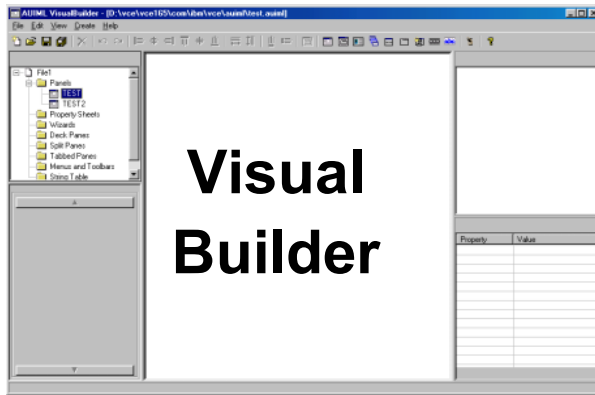 AUIML VisualBuilder - [D:\vce\vce165\com\ibm\vce\auiml\test.auiml]
File Edit View Create Help
File1
Panels
TEST
TEST2
Property Sheets
Wizards
Deck Panes
Split Panes
Tabbed Panes
Menus and Toolbars
String Table
Visual
Builder
Property Value